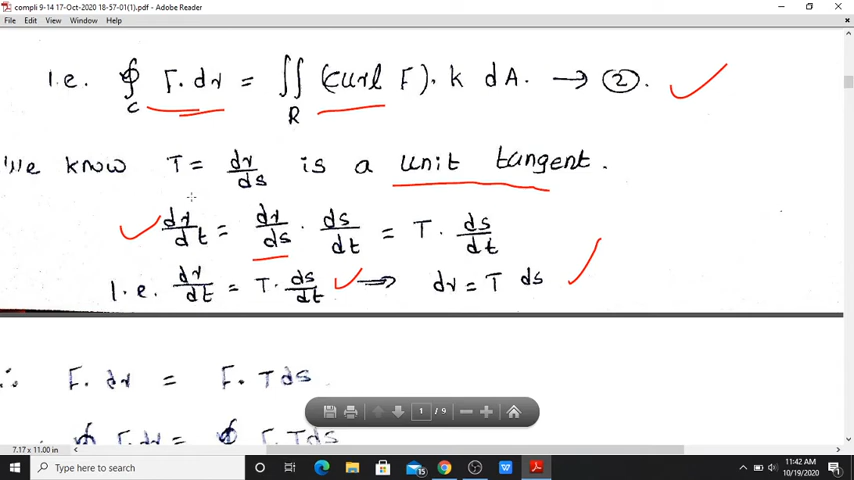 compli 9-14 17-Oct-2020 18-57-01(1).pdf - Adobe Reader
File Edit View Window Help
I.e. ∮ F. dr = ∬ (curl F). k dA. → ②.
C R
We know T = dr/ds is a unit tangent.
dr/dt = dr/ds . ds/dt = T . ds/dt
I.e. dr/dt = T. ds/dt ⟹ dr = T ds
∴ F. dr = F. T ds
∮ F. dr = ∮ F. T ds
1 / 9
7.17 x 11.00 in
Type here to search
15
11:42 AM
10/19/2020